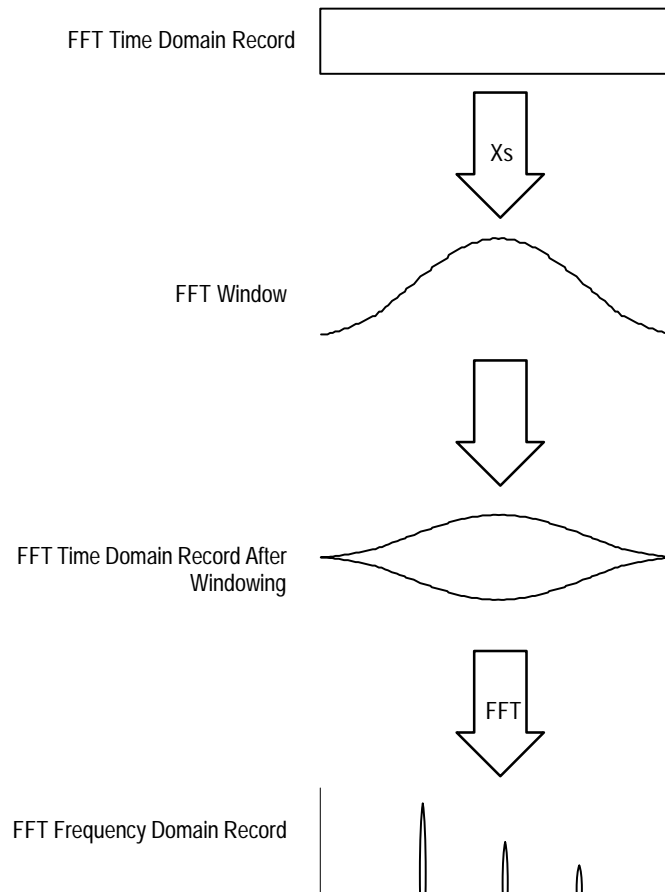 FFT Time Domain Record
Xs
FFT Window
FFT Time Domain Record After
Windowing
FFT
FFT Frequency Domain Record